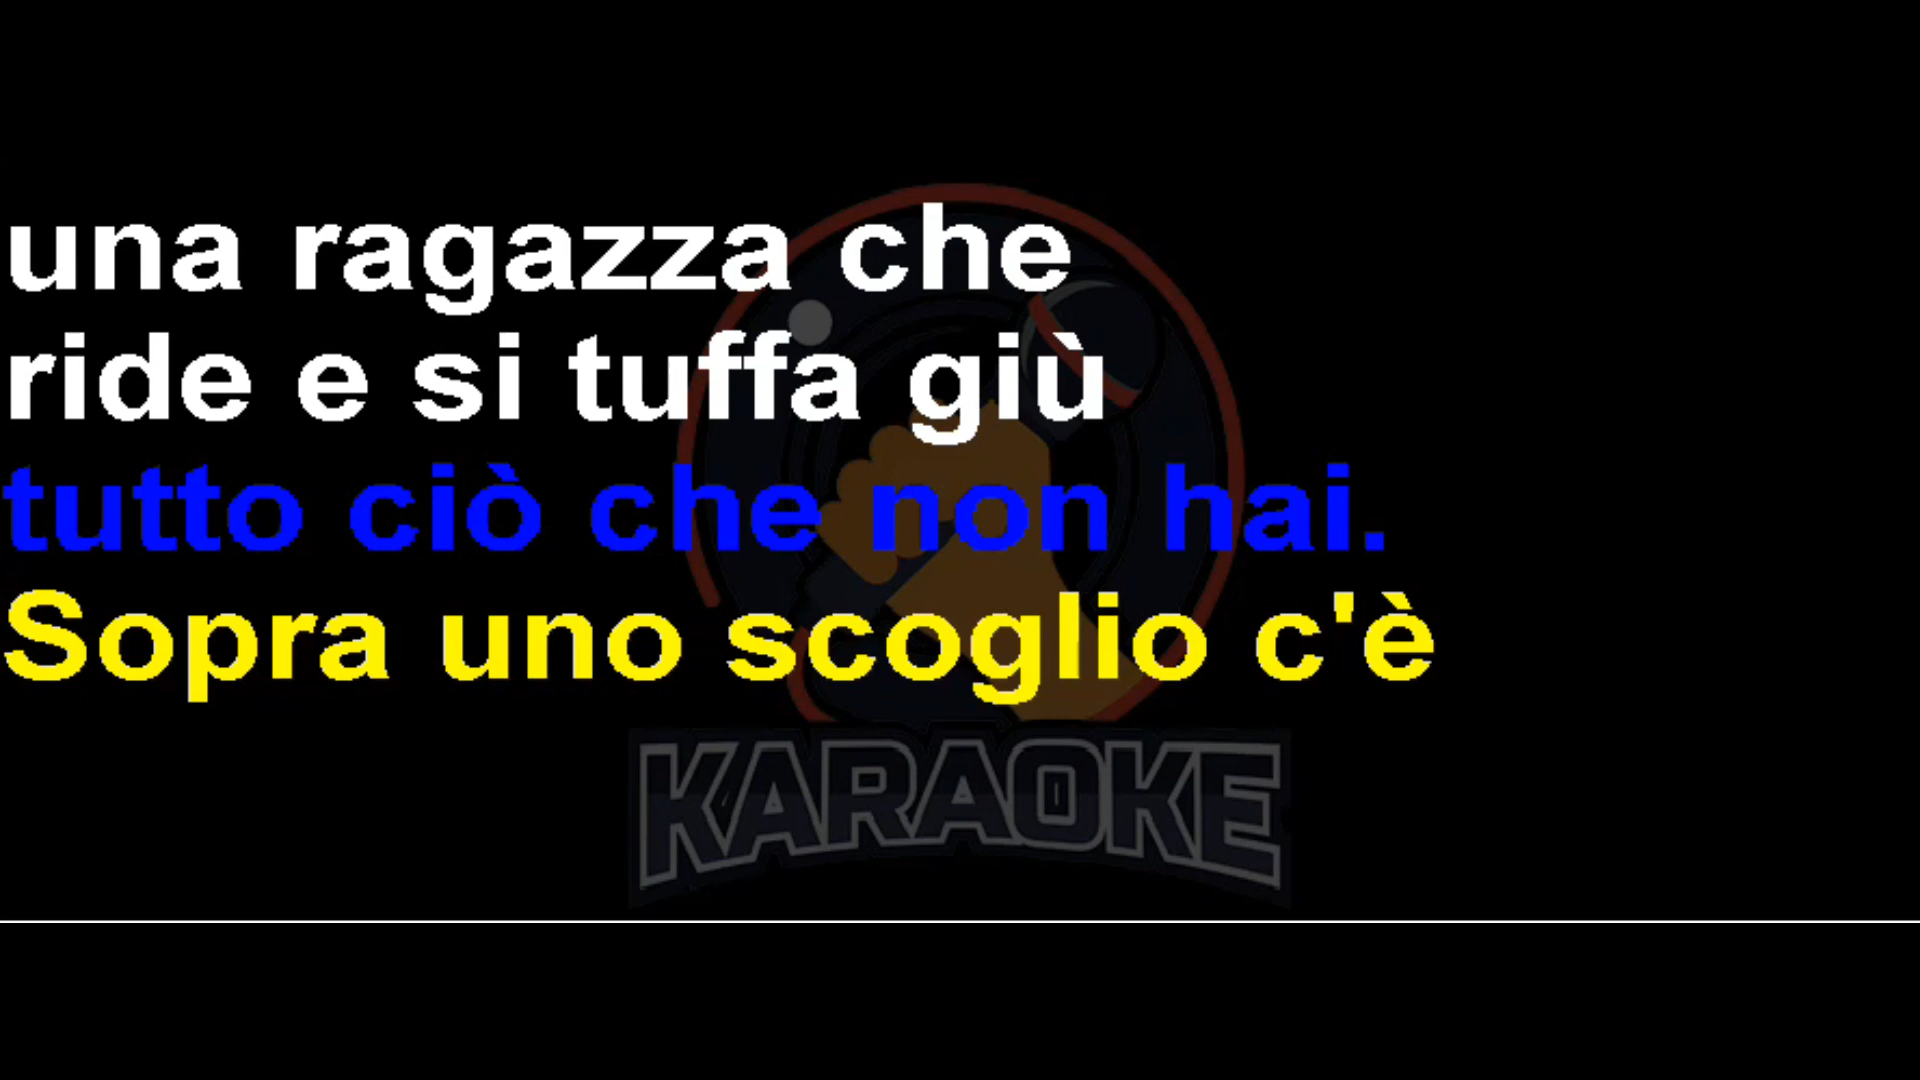 una ragazza che
ride e si tuffa giù
tutto ciò che non hai.
Sopra uno scoglio c'è
KARAOKE